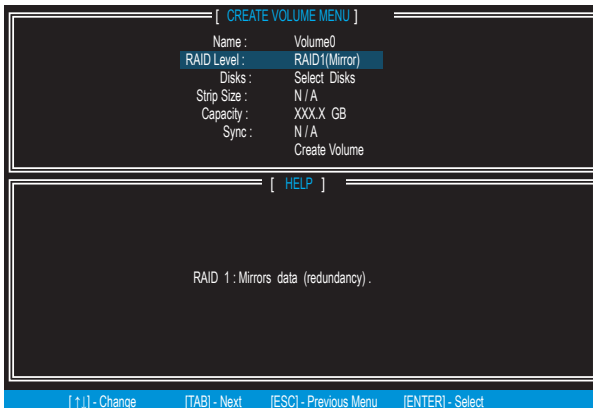 [ CREATE VOLUME MENU ]
Name : Volume0
RAID Level : RAID1(Mirror)
Disks : Select Disks
Strip Size : N / A
Capacity : XXX.X GB
Sync : N / A
Create Volume
[ HELP ]
RAID 1 : Mirrors data (redundancy) .
[ ↑↓] - Change [TAB] - Next [ESC] - Previous Menu [ENTER] - Select